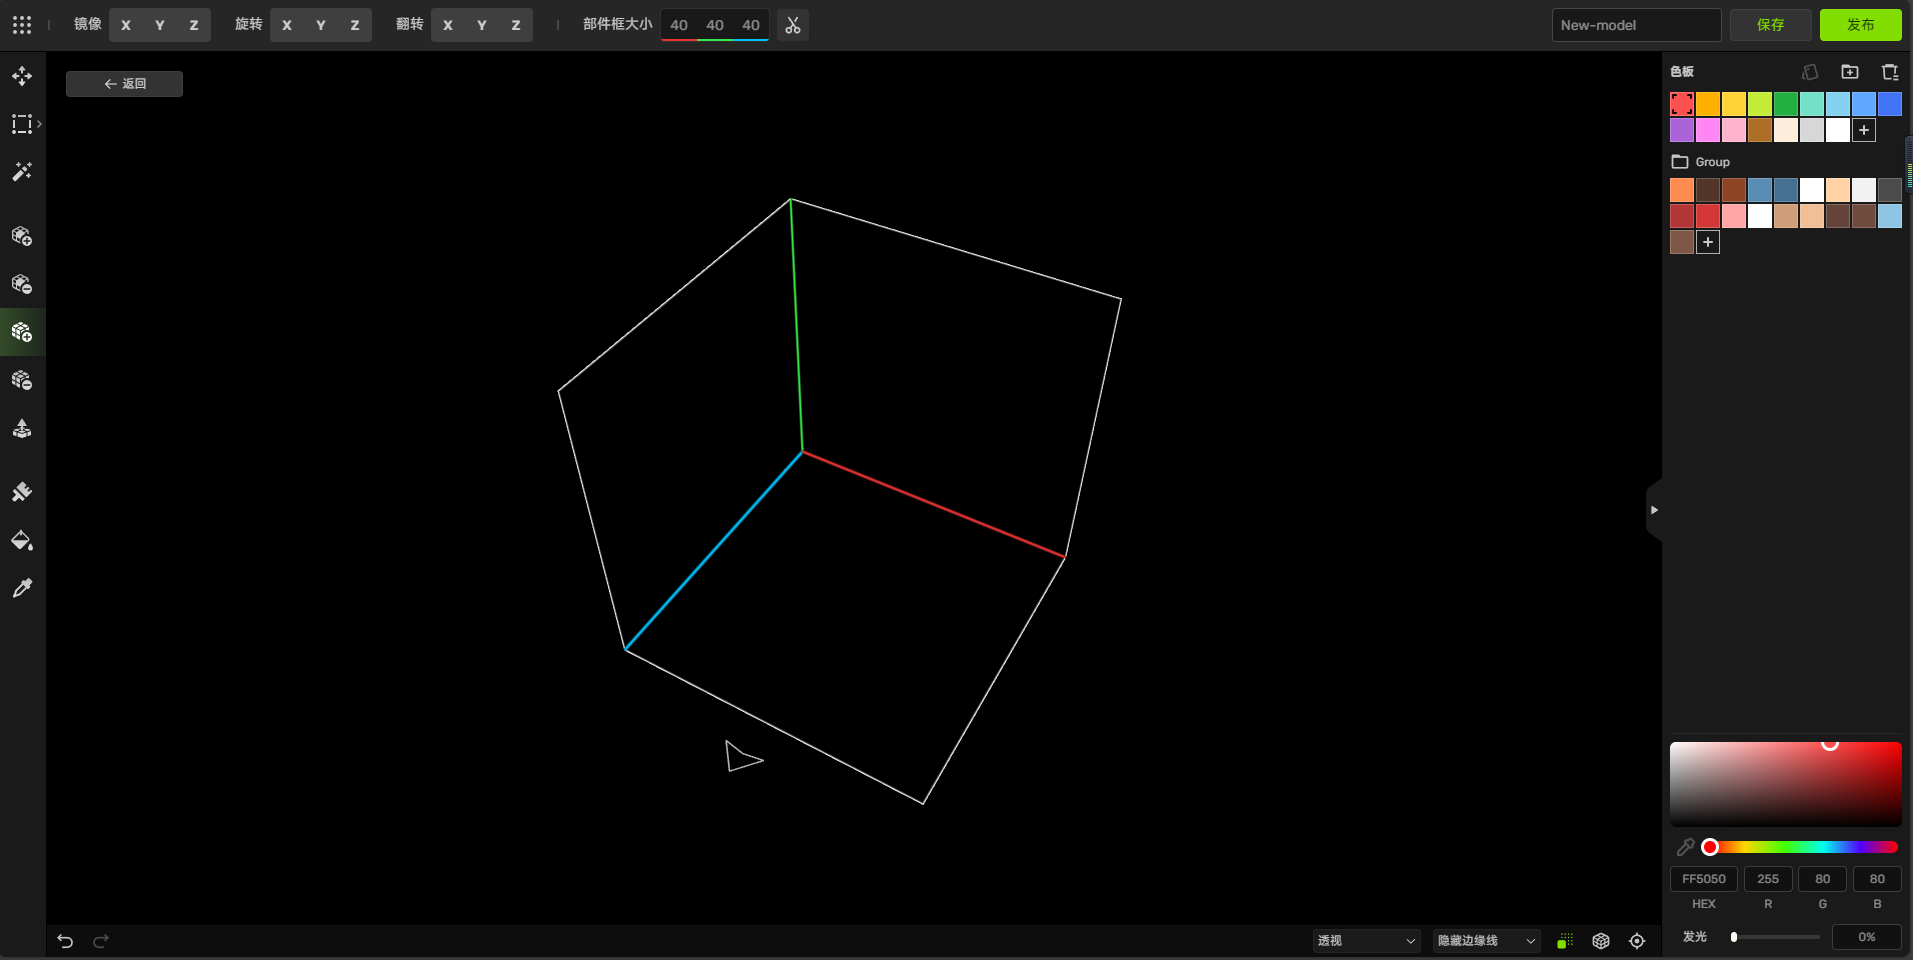 镜像 X Y Z 旋转 X Y Z 翻转 X Y Z 部件框大小 40 40 40 New-model 保存 发布
返回
色板
Group
FF5050 255 80 80
HEX R G B
发光 0%
透视 隐藏边缘线